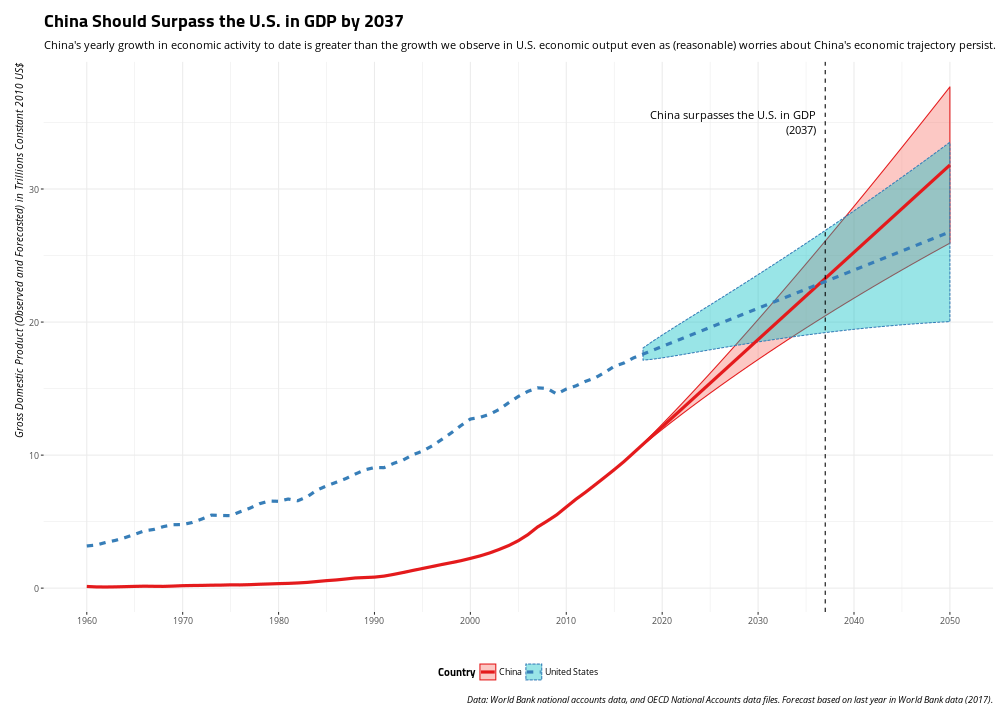 China Should Surpass the U.S. in GDP by 2037
China's yearly growth in economic activity to date is greater than the growth we observe in U.S. economic output even as (reasonable) worries about China's economic trajectory persist.
Gross Domestic Product (Observed and Forecasted) in Trillions Constant 2010 US$
China surpasses the U.S. in GDP
(2037)
30
20
10
0
1960 1970 1980 1990 2000 2010 2020 2030 2040 2050
Country China United States
Data: World Bank national accounts data, and OECD National Accounts data files. Forecast based on last year in World Bank data (2017).